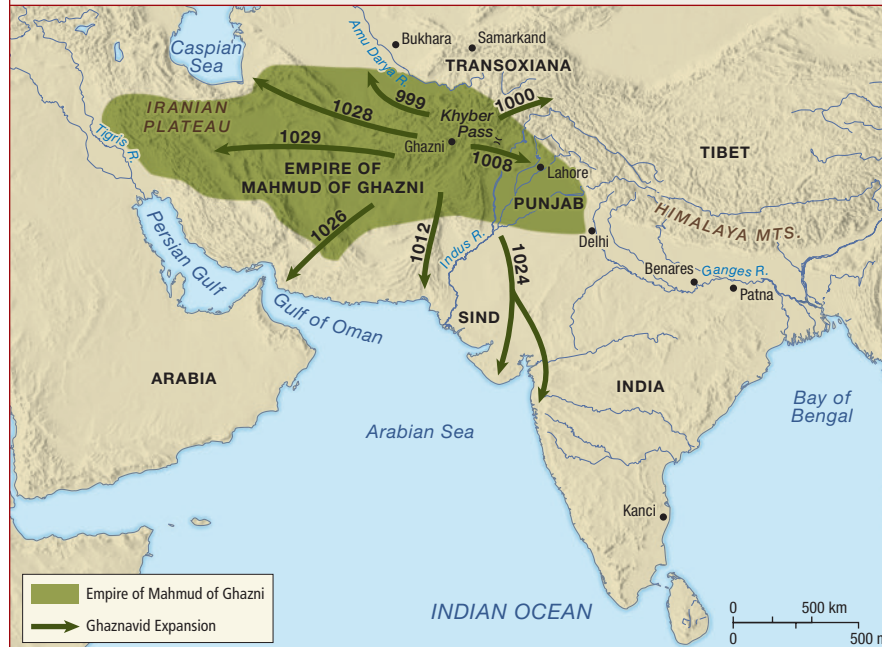 Caspian
Sea
Amu Darya R.
Bukhara
Samarkand
TRANSOXIANA
IRANIAN
PLATEAU
Tigris R.
1028
999
1000
Khyber
Pass
1029
Ghazni
1008
EMPIRE OF
MAHMUD OF GHAZNI
Lahore
TIBET
PUNJAB
HIMALAYA MTS.
1026
1012
Indus R.
1024
Delhi
Persian Gulf
Benares
Ganges R.
Patna
Gulf of Oman
SIND
ARABIA
INDIA
Bay of
Bengal
Arabian Sea
Kanci
Empire of Mahmud of Ghazni
Ghaznavid Expansion
INDIAN OCEAN
0 500 km
0 500 m